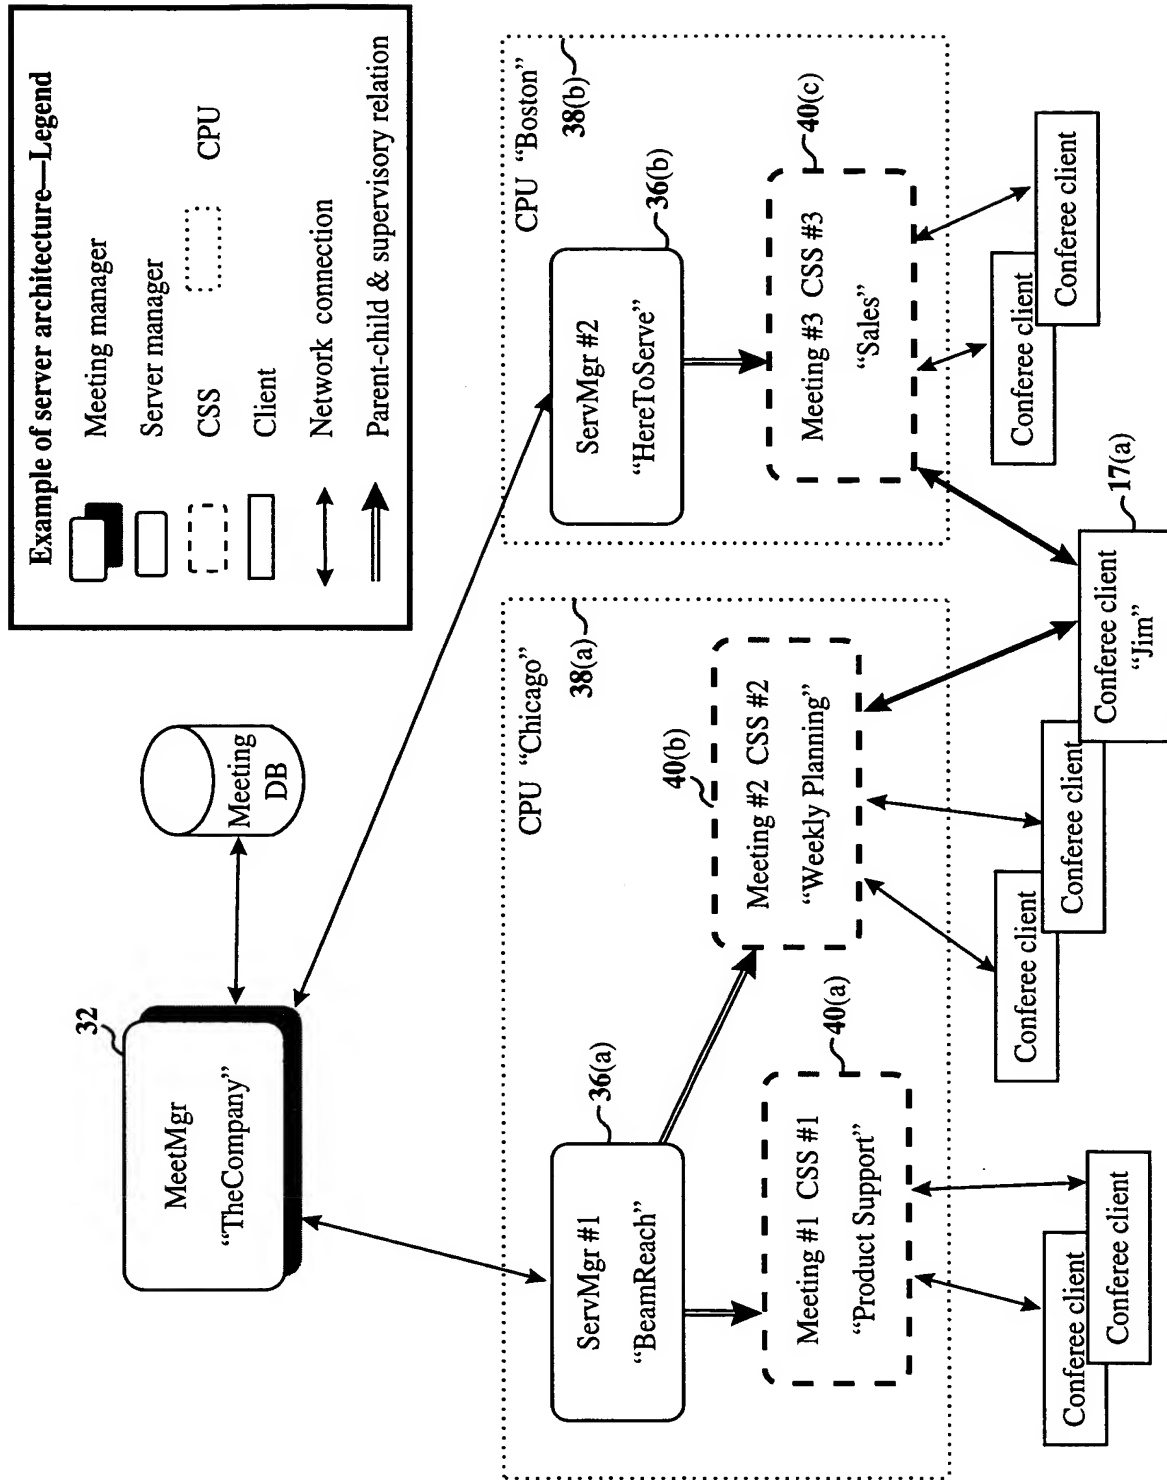 Example of server architecture—Legend
Meeting manager
Server manager
CSS
CPU
Client
Network connection
Parent-child & supervisory relation
32
MeetMgr
“TheCompany”
Meeting
DB
CPU “Chicago”
38(a)
ServMgr #1
“BeamReach”
36(a)
Meeting #1 CSS #1
“Product Support”
40(a)
40(b)
Meeting #2 CSS #2
“Weekly Planning”
CPU “Boston”
38(b)
ServMgr #2
“HereToServe”
36(b)
Meeting #3 CSS #3
“Sales”
40(c)
Conferee client
Conferee client
Conferee client
Conferee client
Conferee client
“Jim”
17(a)
Conferee client
Conferee client